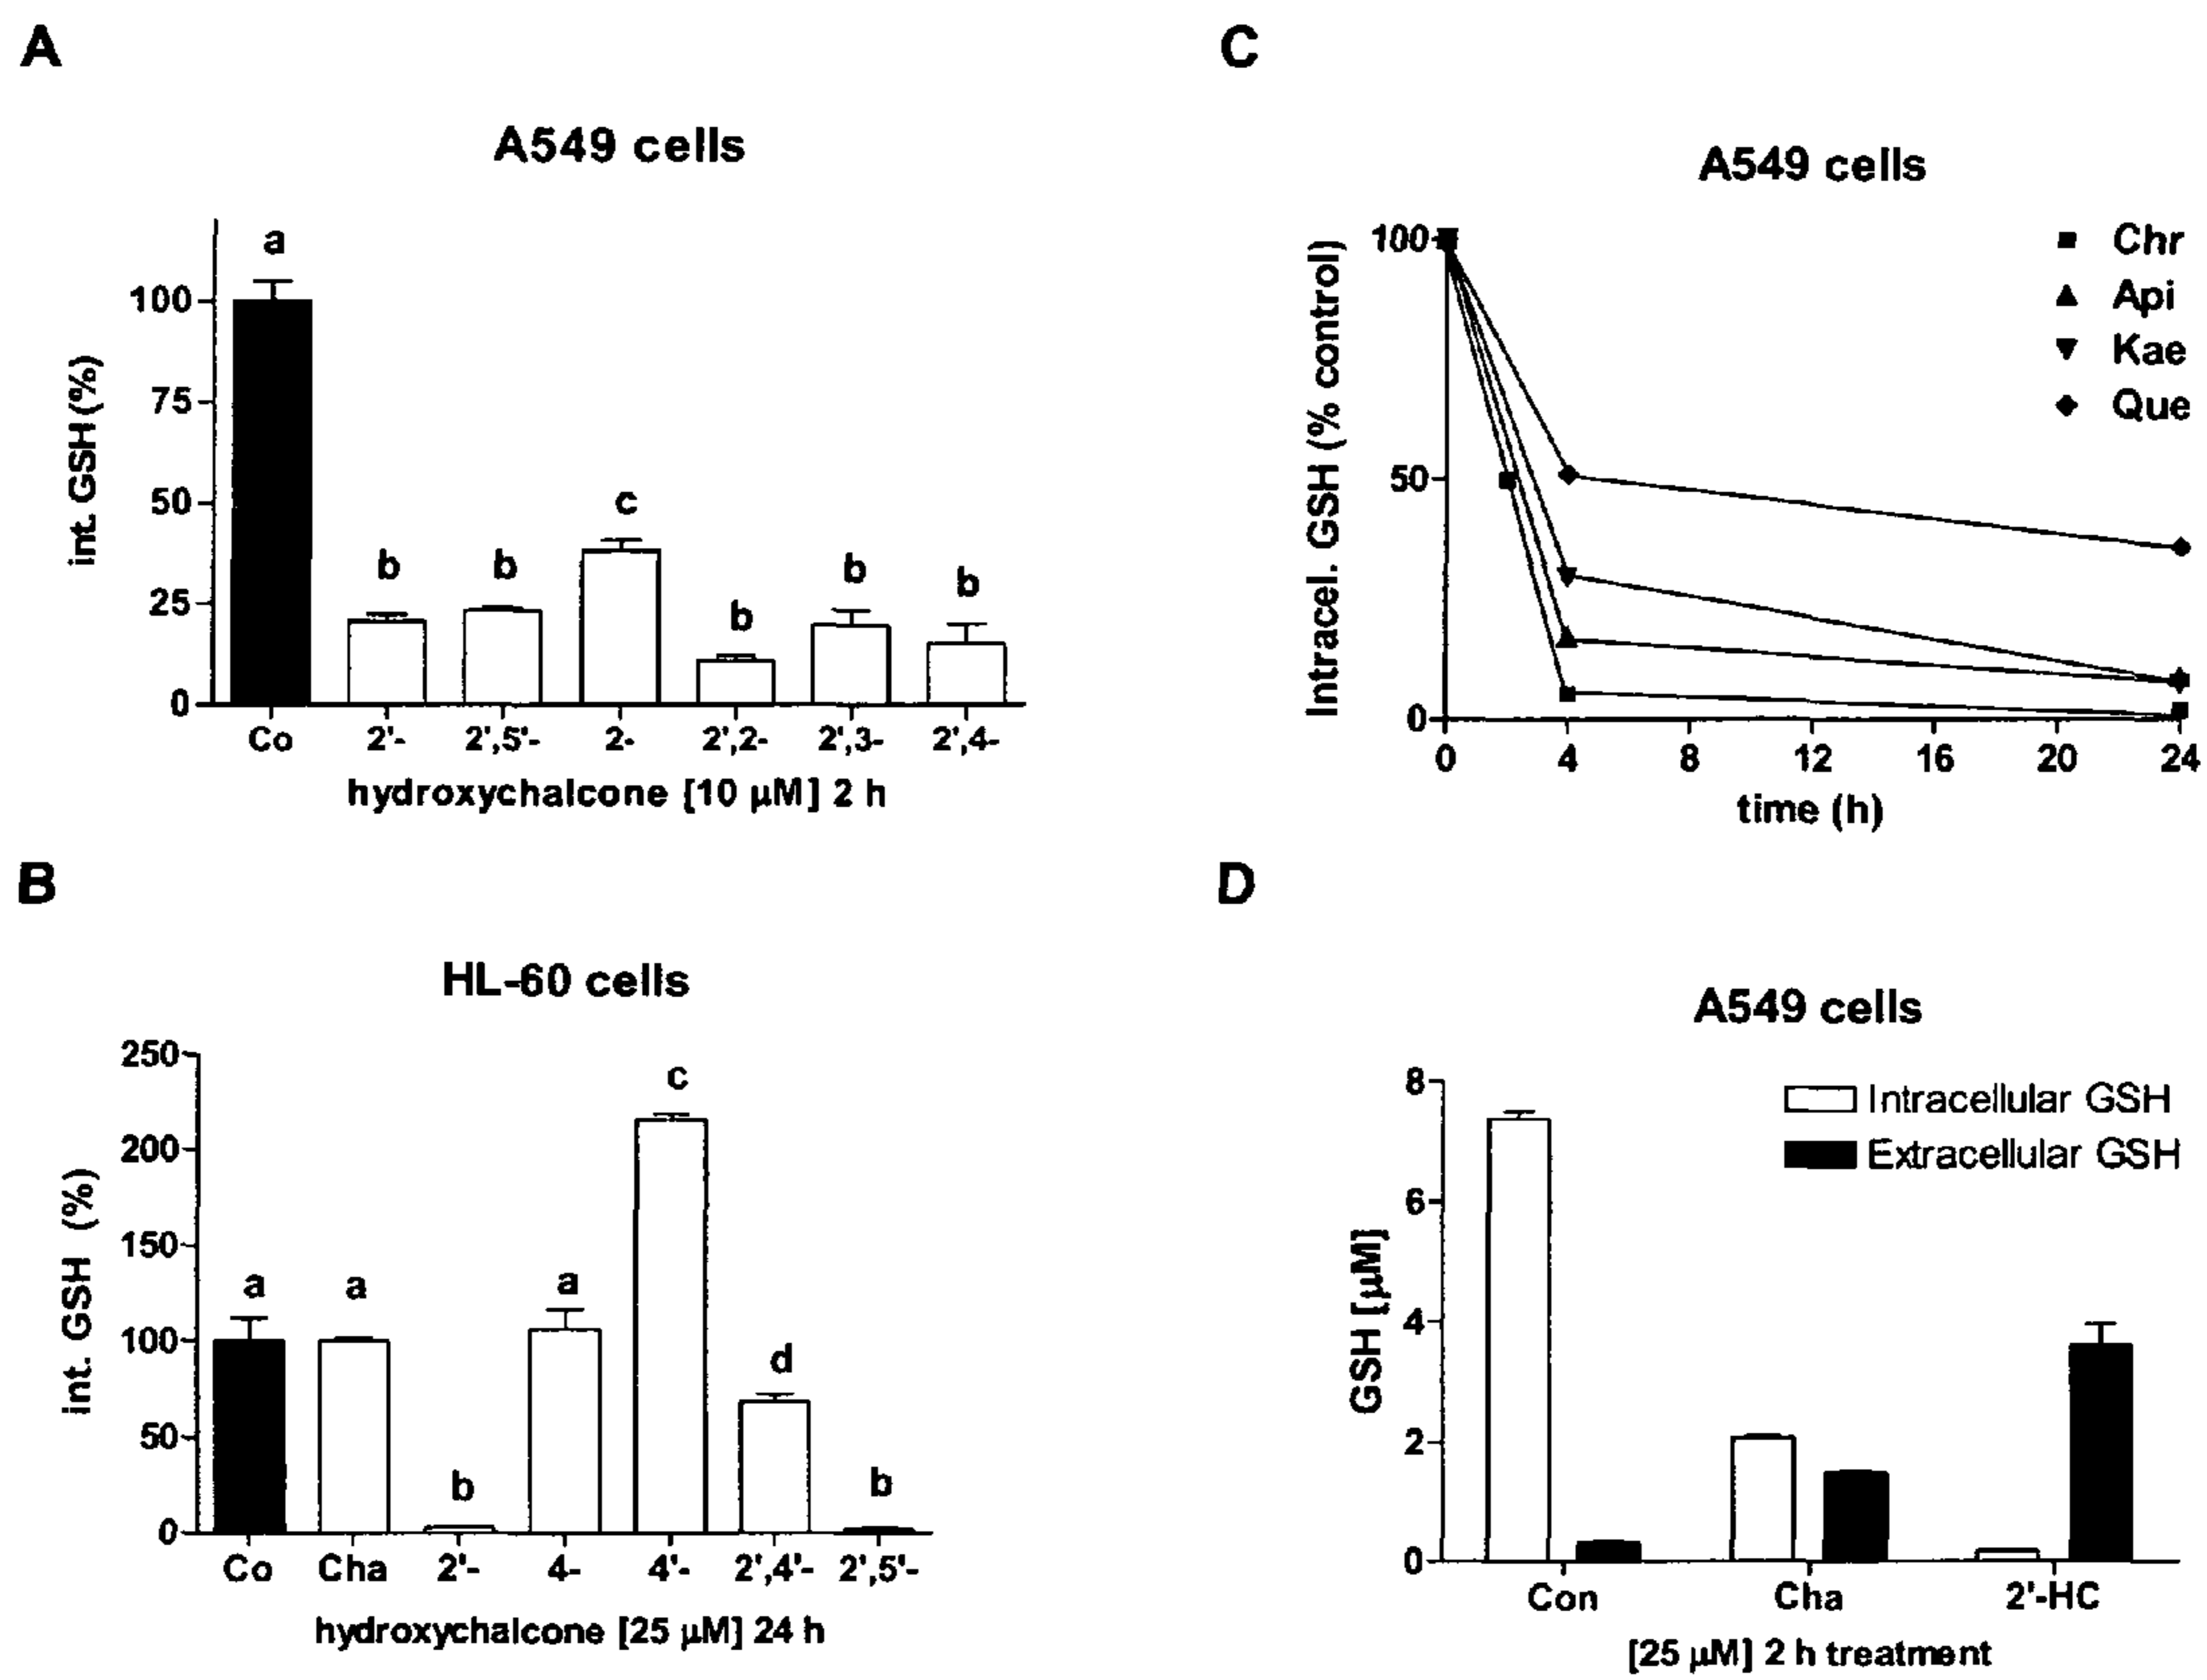 A
A549 cells
int. GSH (%)
100
75
50
25
0
a
b
b
c
b
b
b
Co 2'- 2',5'- 2- 2',2- 2',3- 2',4-
hydroxychalcone [10 µM] 2 h
B
HL-60 cells
int. GSH (%)
250
200
150
100
50
0
a
a
b
a
c
d
b
Co Cha 2'- 4- 4'- 2',4'- 2',5'-
hydroxychalcone [25 µM] 24 h
C
A549 cells
Intracel. GSH (% control)
100
50
0
Chr
Api
Kae
Que
0 4 8 12 16 20 24
time (h)
D
A549 cells
GSH [µM]
8
6
4
2
0
Intracellular GSH
Extracellular GSH
Con Cha 2'-HC
[25 µM] 2 h treatment